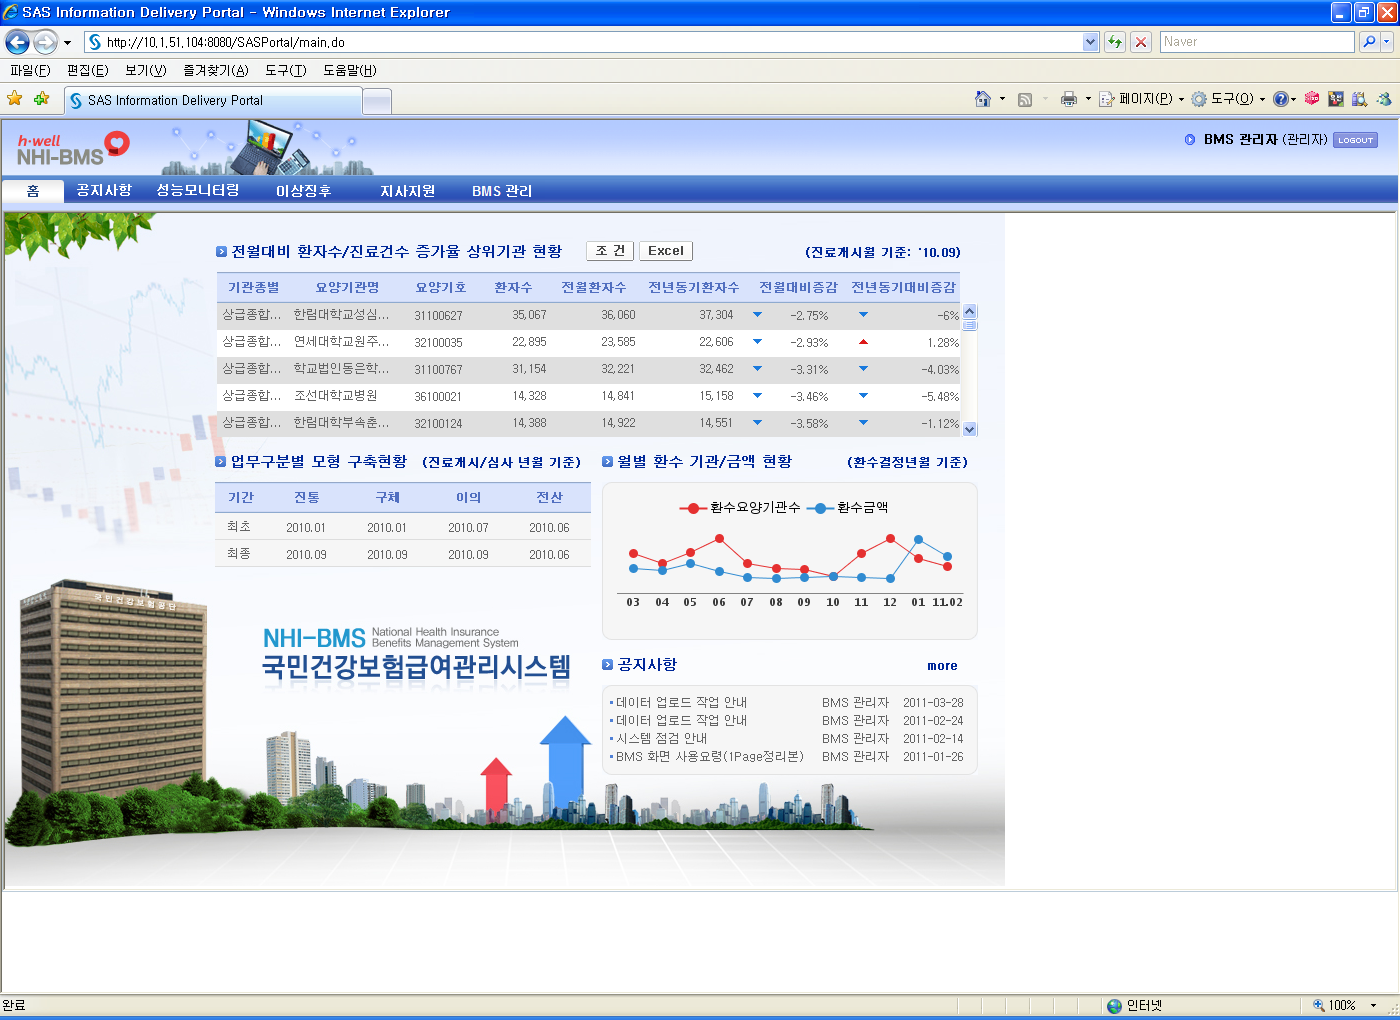 SAS Information Delivery Portal - Windows Internet Explorer
http://10.1.51.104:8080/SASPortal/main.do
Naver
파일(F) 편집(E) 보기(V) 즐겨찾기(A) 도구(T) 도움말(H)
SAS Information Delivery Portal
페이지(P) 도구(O)
h·well
NHI-BMS
BMS 관리자 (관리자) LOGOUT
홈 공지사항 성능모니터링 이상징후 지사지원 BMS 관리
전월대비 환자수/진료건수 증가율 상위기관 현황 조 건 Excel (진료개시월 기준: '10.09)
기관종별 요양기관명 요양기호 환자수 전월환자수 전년동기환자수 전월대비증감 전년동기대비증감
상급종합... 한림대학교성심... 31100627 35,067 36,060 37,304 -2.75% -6%
상급종합... 연세대학교원주... 32100035 22,895 23,585 22,606 -2.93% 1.28%
상급종합... 학교법인동은학... 31100767 31,154 32,221 32,462 -3.31% -4.03%
상급종합... 조선대학교병원 36100021 14,328 14,841 15,158 -3.46% -5.48%
상급종합... 한림대학부속춘... 32100124 14,388 14,922 14,551 -3.58% -1.12%
업무구분별 모형 구축현황 (진료개시/심사 년월 기준)
기간 진통 구체 이의 전산
최초 2010.01 2010.01 2010.07 2010.06
최종 2010.09 2010.09 2010.09 2010.06
월별 환수 기관/금액 현황 (환수결정년월 기준)
환수요양기관수 환수금액
03 04 05 06 07 08 09 10 11 12 01 11.02
국민건강보험공단
NHI-BMS National Health Insurance
Benefits Management System
국민건강보험급여관리시스템
공지사항 more
데이터 업로드 작업 안내 BMS 관리자 2011-03-28
데이터 업로드 작업 안내 BMS 관리자 2011-02-24
시스템 점검 안내 BMS 관리자 2011-02-14
BMS 화면 사용요령(1Page정리본) BMS 관리자 2011-01-26
완료 인터넷 100%